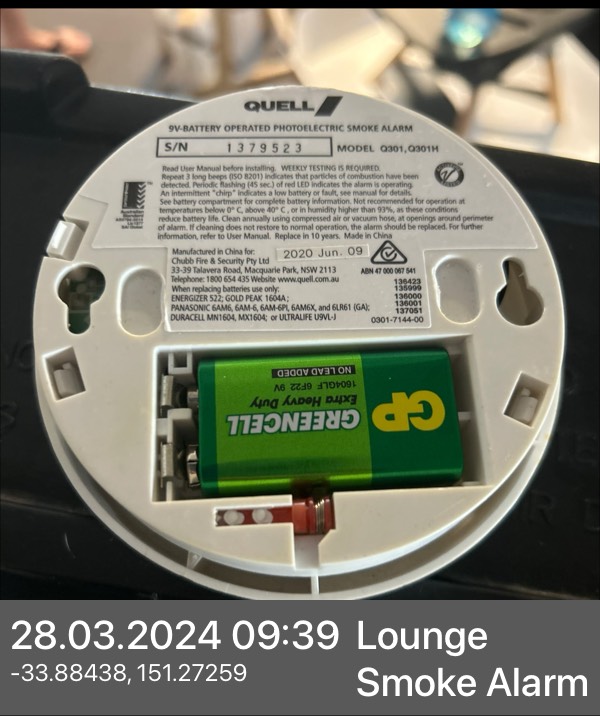 QUELL
9V-BATTERY OPERATED PHOTOELECTRIC SMOKE ALARM
S/N 1379523 MODEL Q301,Q301H
Read User Manual before installing. WEEKLY TESTING IS REQUIRED.
Repeat 3 long beeps (ISO 8201) indicates that particles of combustion have been
detected. Periodic flashing (45 sec.) of red LED indicates the alarm is operating.
An intermittent "chirp" indicates a low battery or fault, see manual for details.
See battery compartment for complete battery information. Not recommended for operation at
temperatures below 0° C, above 40° C , or in humidity higher than 93%, as these conditions
reduce battery life. Clean annually using compressed air or vacuum hose, at openings around perimeter
of alarm. If cleaning does not restore to normal operation, the alarm should be replaced. For further
information, refer to User Manual. Replace in 10 years. Made in China
Manufactured in China for: 2020 Jun. 09
Chubb Fire & Security Pty Ltd
33-39 Talavera Road, Macquarie Park, NSW 2113
Telephone: 1800 654 435 Website www.quell.com.au
ABN 47 000 067 541
When replacing batteries use only:
ENERGIZER 522; GOLD PEAK 1604A;
PANASONIC 6AM6, 6AM-6, 6AM-6PI, 6AM6X, and 6LR61 (GA);
DURACELL MN1604, MX1604; or ULTRALIFE U9VL-J
136423
135999
136000
136001
137051
0301-7144-00
GP
GREENCELL
Extra Heavy Duty
1604GLF 6F22 9V
NO LEAD ADDED
28.03.2024 09:39
-33.88438, 151.27259
Lounge
Smoke Alarm